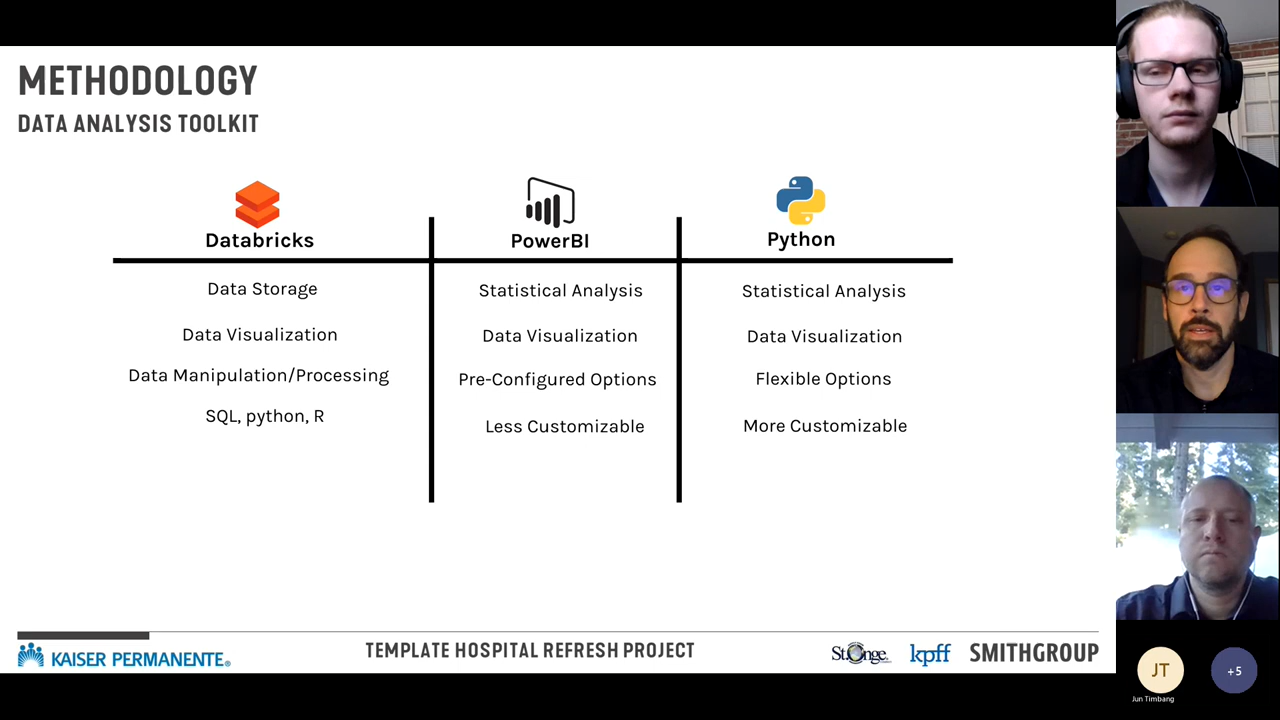 METHODOLOGY
DATA ANALYSIS TOOLKIT
Databricks
PowerBI
Python
Data Storage
Statistical Analysis
Statistical Analysis
Data Visualization
Data Visualization
Data Visualization
Data Manipulation/Processing
Pre-Configured Options
Flexible Options
SQL, python, R
Less Customizable
More Customizable
KAISER PERMANENTE®
TEMPLATE HOSPITAL REFRESH PROJECT
St.Onge
kpff
SMITHGROUP
JT
+5
Jun Timbang